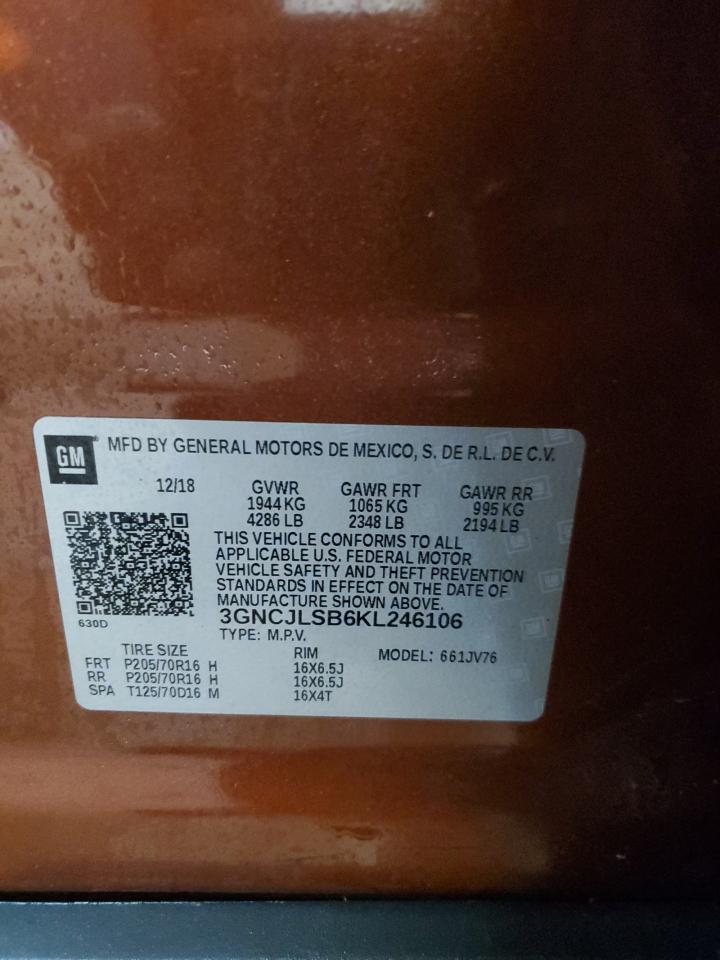 GM MFD BY GENERAL MOTORS DE MEXICO, S. DE R.L. DE C.V.
12/18 GVWR GAWR FRT GAWR RR
1944 KG 1065 KG 995 KG
4286 LB 2348 LB 2194 LB
THIS VEHICLE CONFORMS TO ALL
APPLICABLE U.S. FEDERAL MOTOR
VEHICLE SAFETY AND THEFT PREVENTION
STANDARDS IN EFFECT ON THE DATE OF
MANUFACTURE SHOWN ABOVE.
630D 3GNCJLSB6KL246106
TYPE: M.P.V.
TIRE SIZE RIM MODEL: 661JV76
FRT P205/70R16 H 16X6.5J
RR P205/70R16 H 16X6.5J
SPA T125/70D16 M 16X4T